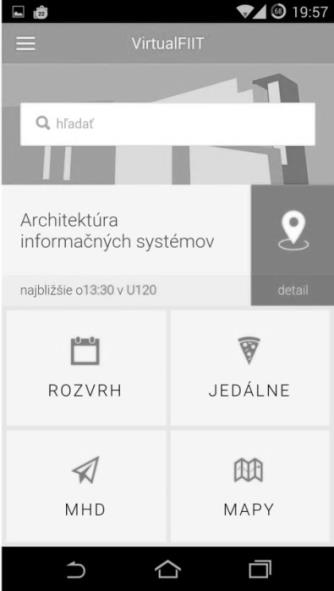 19:57
VirtualFIIT
hľadať
Architektúra
informačných systémov
najbližšie o13:30 v U120
detail
ROZVRH
JEDÁLNE
MHD
MAPY